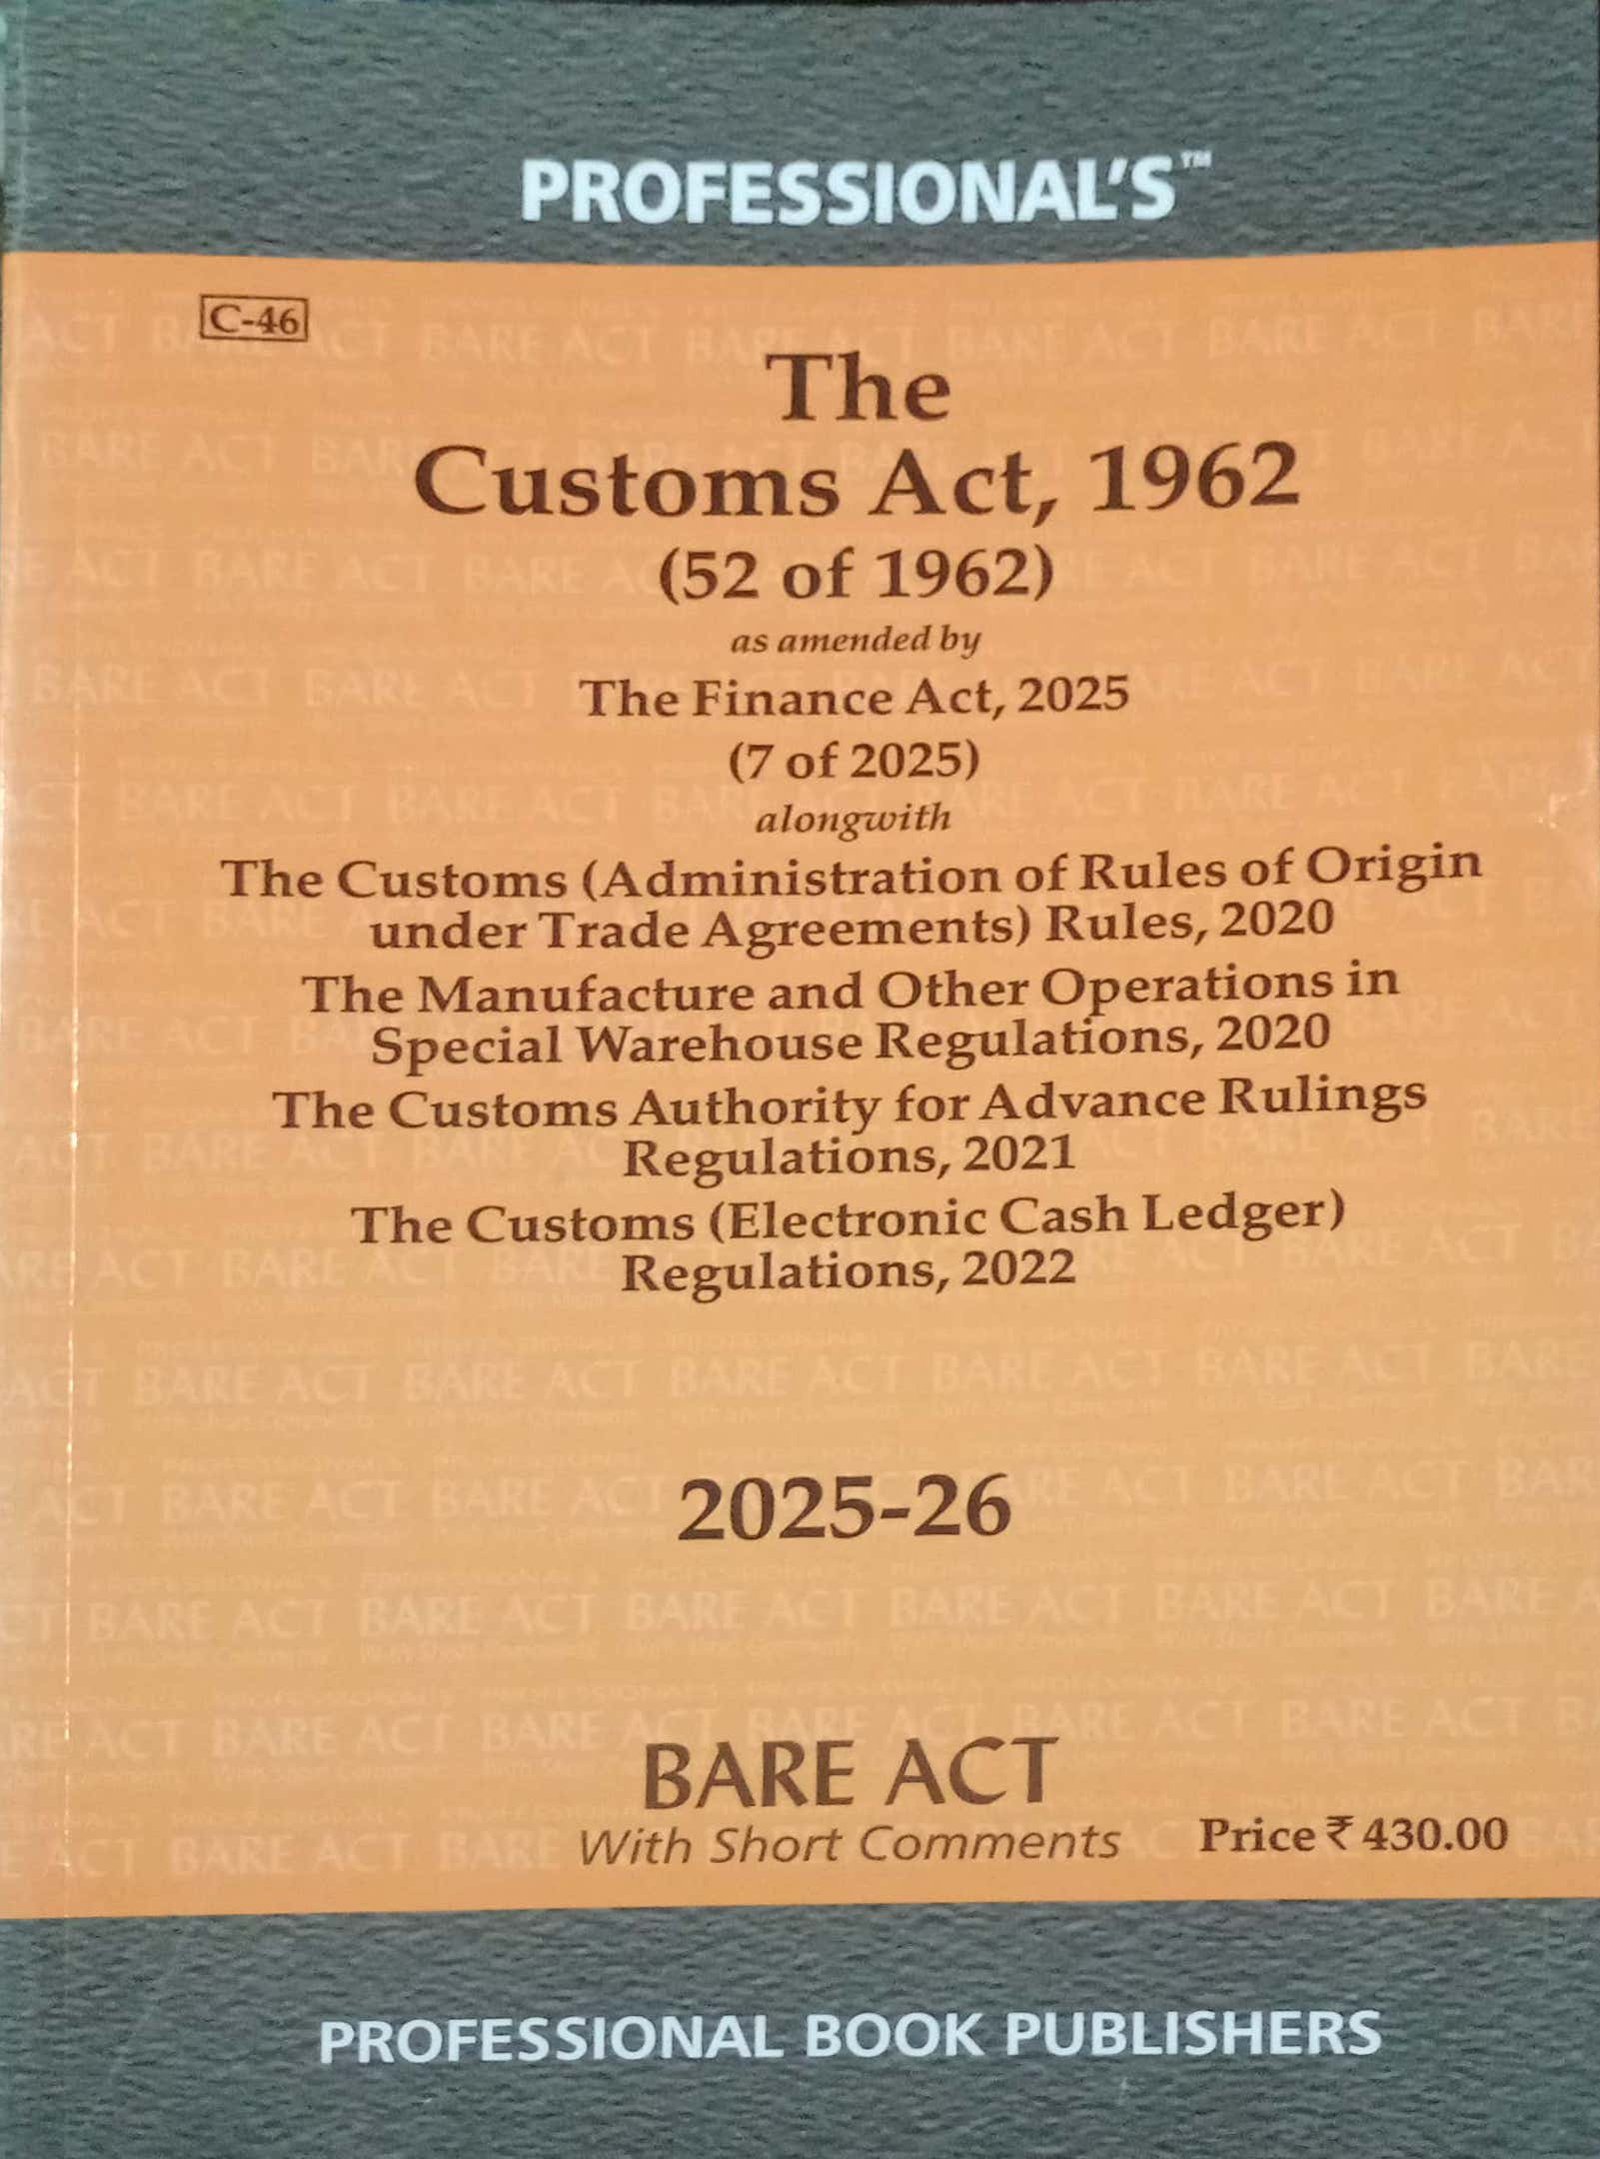 PROFESSIONAL'S™
C-46
The
Customs Act, 1962
(52 of 1962)
as amended by
The Finance Act, 2025
(7 of 2025)
alongwith
The Customs (Administration of Rules of Origin
under Trade Agreements) Rules, 2020
The Manufacture and Other Operations in
Special Warehouse Regulations, 2020
The Customs Authority for Advance Rulings
Regulations, 2021
The Customs (Electronic Cash Ledger)
Regulations, 2022
2025-26
BARE ACT
With Short Comments
Price ₹ 430.00
PROFESSIONAL BOOK PUBLISHERS